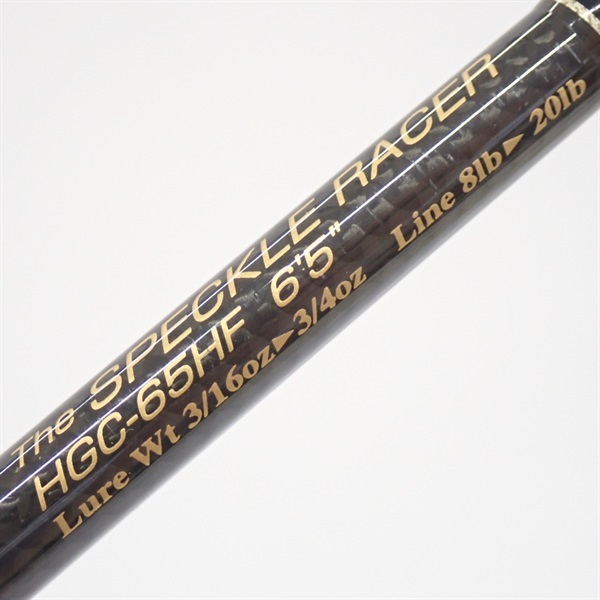 The SPECKLE RACER
HGC-65HF 6'5"
Lure Wt 3/16oz►3/4oz Line 8lb►20lb